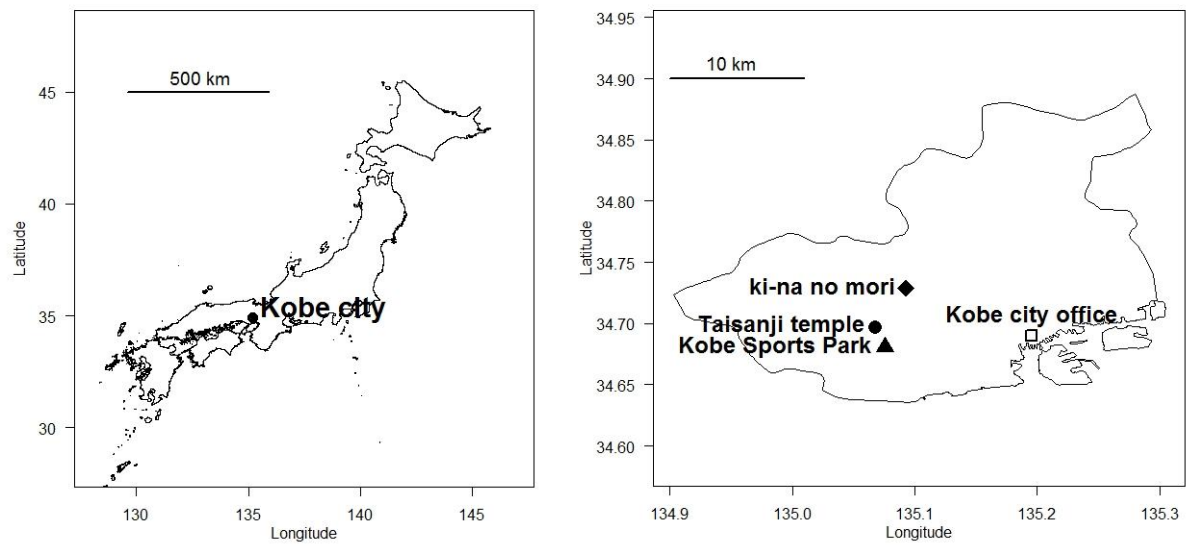 500 km
45
40
35
30
Latitude
Kobe city
130
135
140
145
Longitude
10 km
34.95
34.90
34.85
34.80
34.75
34.70
34.65
34.60
Latitude
ki-na no mori
Kobe city office
Taisanji temple
Kobe Sports Park
134.9
135.0
135.1
135.2
135.3
Longitude